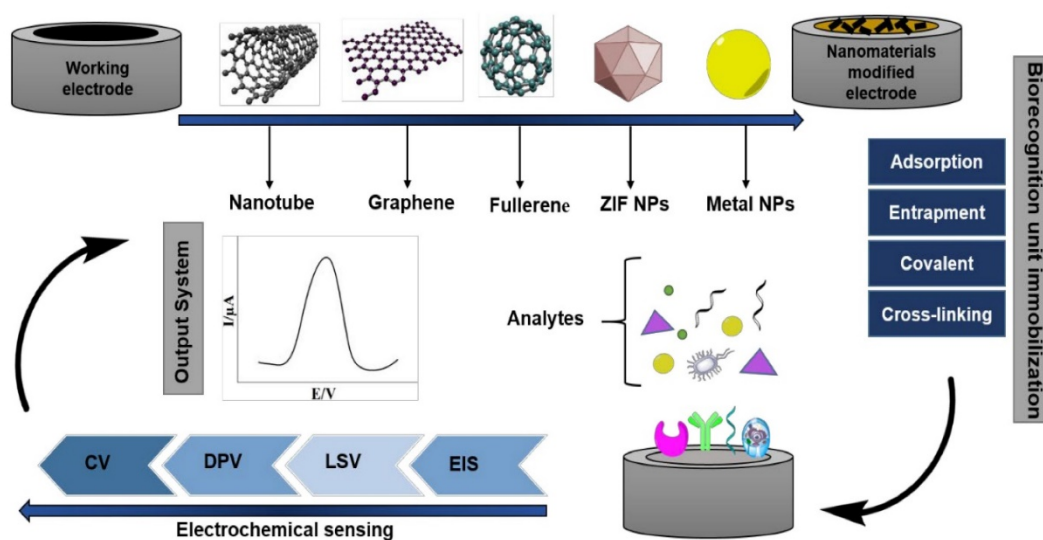 Working
electrode
Nanomaterials
modified
electrode
Nanotube
Graphene
Fullerene
ZIF NPs
Metal NPs
Biorecognition unit immobilization
Adsorption
Entrapment
Covalent
Cross-linking
Output System
I/μA
E/V
Analytes
CV
DPV
LSV
EIS
Electrochemical sensing